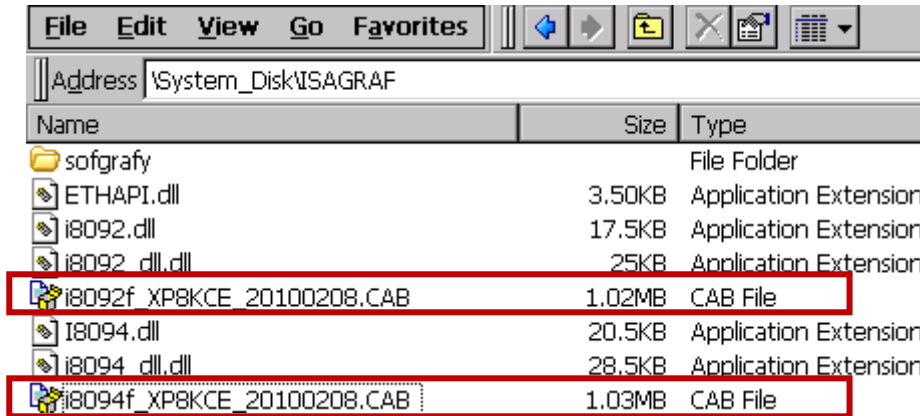 File Edit View Go Favorites
Address \System_Disk\ISAGRAF
Name Size Type
sofgrafy File Folder
ETHAPI.dll 3.50KB Application Extension
i8092.dll 17.5KB Application Extension
i8092_dll.dll 25KB Application Extension
i8092f_XP8KCE_20100208.CAB 1.02MB CAB File
I8094.dll 20.5KB Application Extension
i8094_dll.dll 28.5KB Application Extension
i8094f_XP8KCE_20100208.CAB 1.03MB CAB File